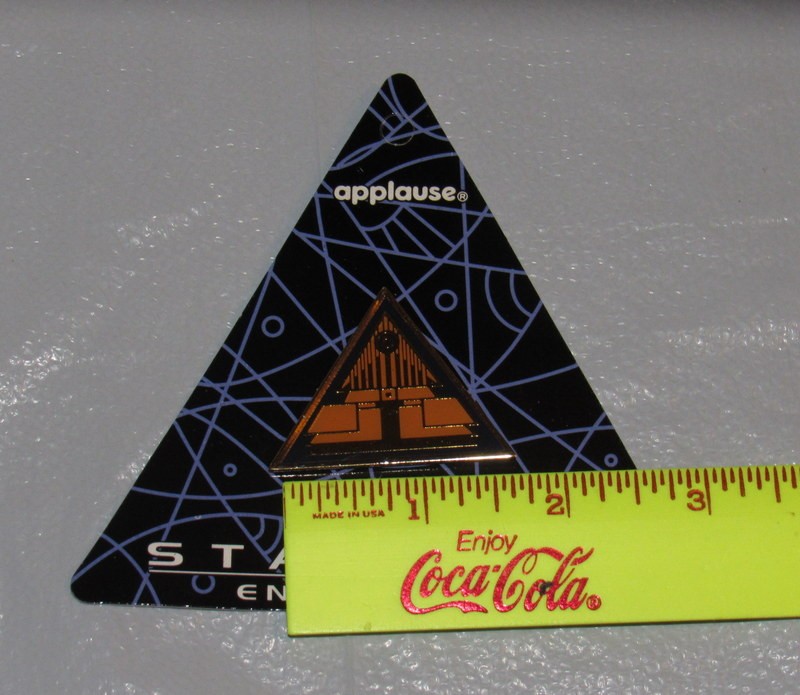 applause®
1 2 3
MADE IN USA
Enjoy
Coca-Cola®
STA
EN